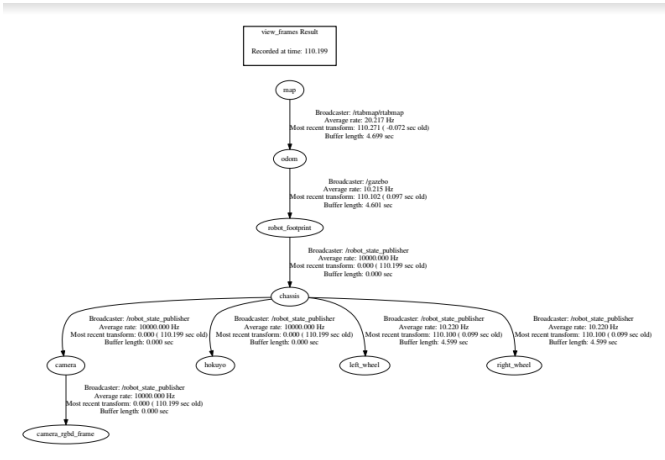 view_frames Result
Recorded at time: 110.199
map
Broadcaster: /rtabmap/rtabmap
Average rate: 20.217 Hz
Most recent transform: 110.271 ( -0.072 sec old)
Buffer length: 4.699 sec
odom
Broadcaster: /gazebo
Average rate: 10.215 Hz
Most recent transform: 110.102 ( 0.097 sec old)
Buffer length: 4.601 sec
robot_footprint
Broadcaster: /robot_state_publisher
Average rate: 10000.000 Hz
Most recent transform: 0.000 ( 110.199 sec old)
Buffer length: 0.000 sec
chassis
Broadcaster: /robot_state_publisher
Average rate: 10000.000 Hz
Most recent transform: 0.000 ( 110.199 sec old)
Buffer length: 0.000 sec
Broadcaster: /robot_state_publisher
Average rate: 10000.000 Hz
Most recent transform: 0.000 ( 110.199 sec old)
Buffer length: 0.000 sec
Broadcaster: /robot_state_publisher
Average rate: 10.220 Hz
Most recent transform: 110.100 ( 0.099 sec old)
Buffer length: 4.599 sec
Broadcaster: /robot_state_publisher
Average rate: 10.220 Hz
Most recent transform: 110.100 ( 0.099 sec old)
Buffer length: 4.599 sec
camera
hokuyo
left_wheel
right_wheel
Broadcaster: /robot_state_publisher
Average rate: 10000.000 Hz
Most recent transform: 0.000 ( 110.199 sec old)
Buffer length: 0.000 sec
camera_rgbd_frame